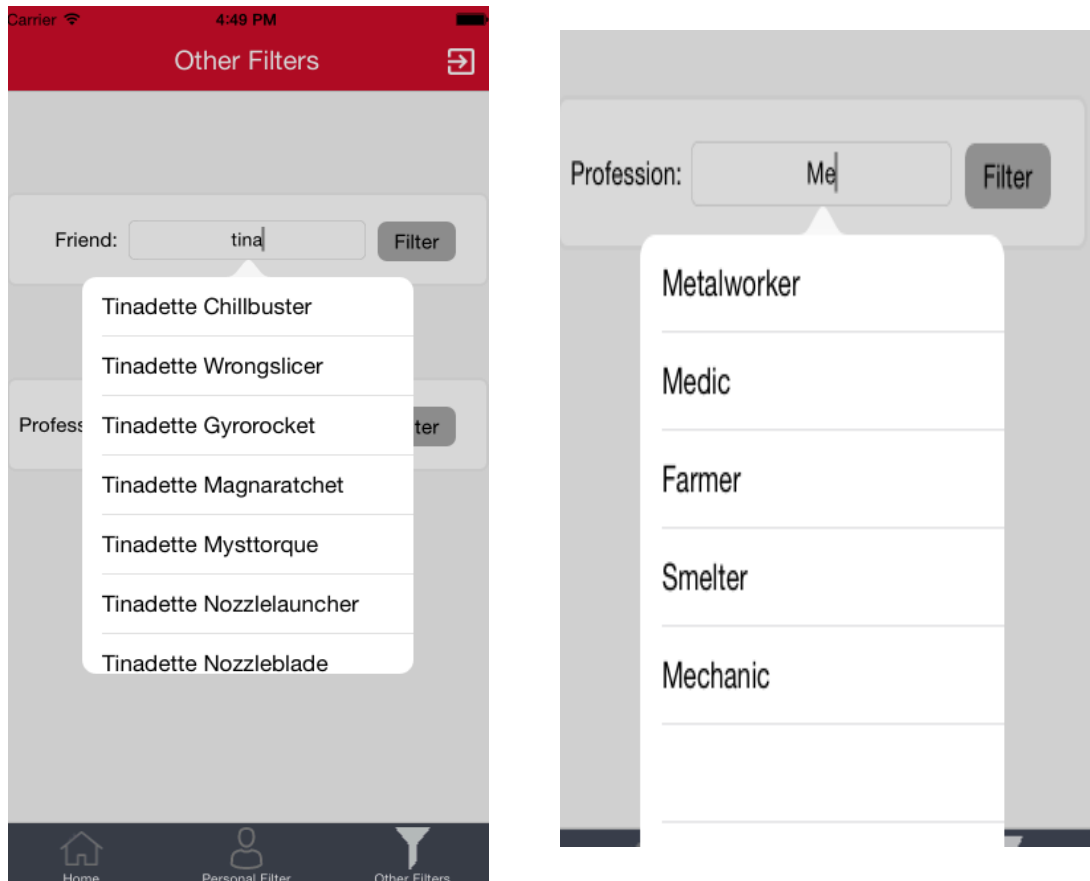 Carrier 4:49 PM
Other Filters
Friend: tina Filter
Tinadette Chillbuster
Tinadette Wrongslicer
Tinadette Gyrorocket
Profess ter
Tinadette Magnaratchet
Tinadette Mysttorque
Tinadette Nozzlelauncher
Tinadette Nozzleblade
Home Personal Filter Other Filters
Profession: Me Filter
Metalworker
Medic
Farmer
Smelter
Mechanic